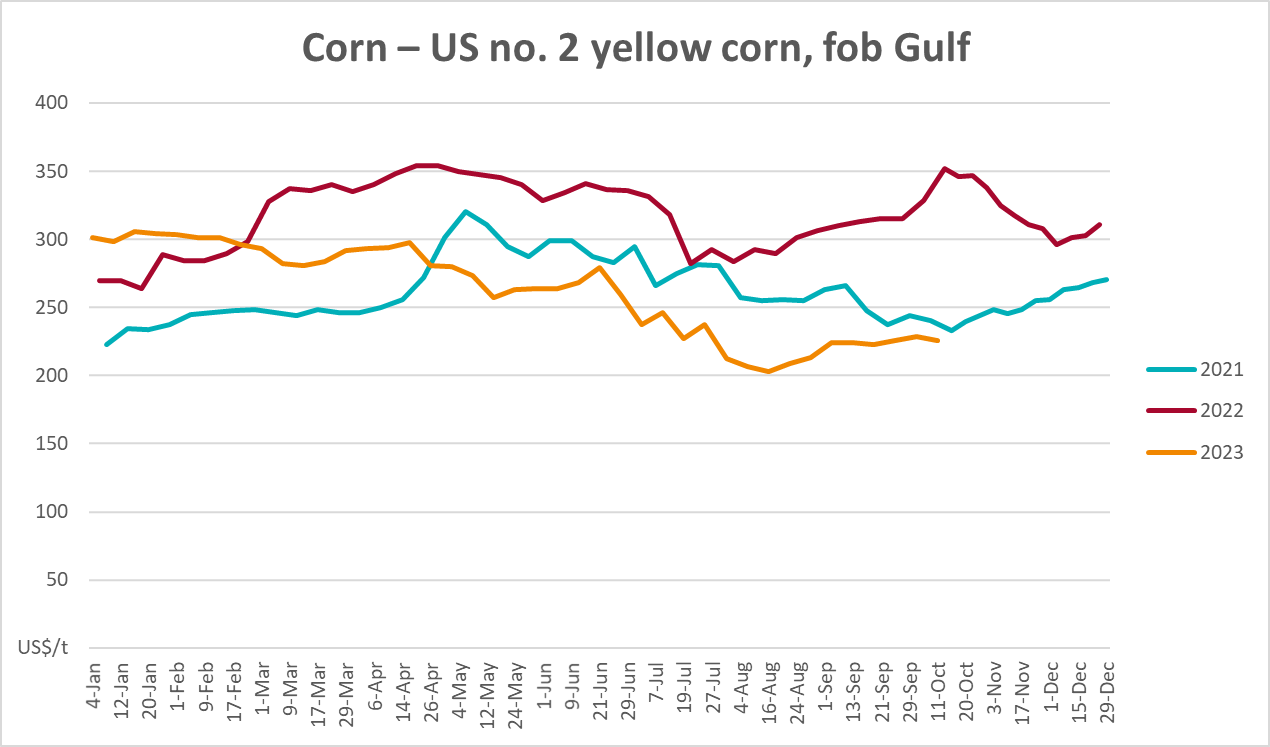 Corn – US no. 2 yellow corn, fob Gulf
400
350
300
250
200
150
100
50
US$/t
4-Jan
12-Jan
20-Jan
1-Feb
9-Feb
17-Feb
1-Mar
9-Mar
17-Mar
29-Mar
6-Apr
14-Apr
26-Apr
4-May
12-May
24-May
1-Jun
9-Jun
21-Jun
29-Jun
7-Jul
19-Jul
27-Jul
4-Aug
16-Aug
24-Aug
1-Sep
13-Sep
21-Sep
29-Sep
11-Oct
20-Oct
3-Nov
17-Nov
1-Dec
15-Dec
29-Dec
2021
2022
2023